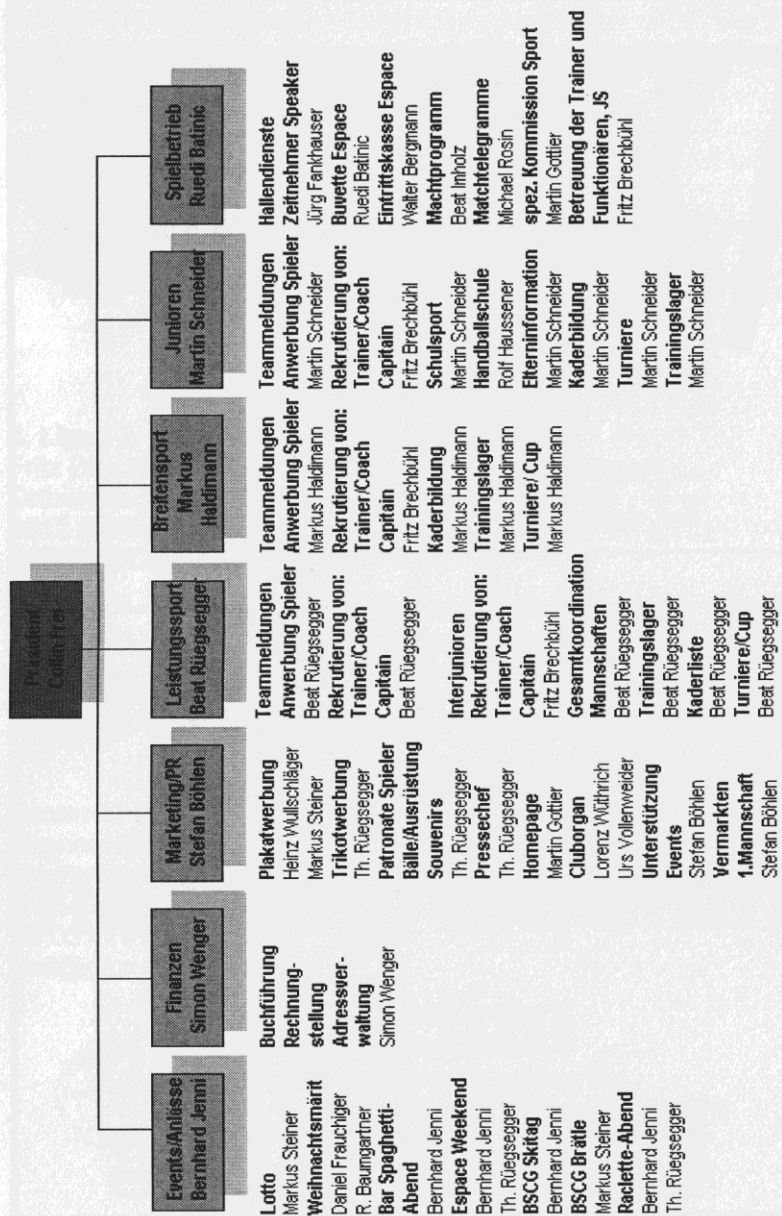 Präsident
Collin Frei
Events/Anlässe
Bernhard Jenni
Lotto
Markus Steiner
Weihnachtsmärit
Daniel Frauchiger
R. Baumgartner
Bar Spaghetti-
Abend
Bernhard Jenni
Espace Weekend
Bernhard Jenni
Th. Rüegsegger
BSCG Skitag
Bernhard Jenni
BSCG Brätle
Markus Steiner
Raclette-Abend
Bernhard Jenni
Th. Rüegsegger
Finanzen
Simon Wenger
Buchführung
Rechnung-
stellung
Adressver-
waltung
Simon Wenger
Marketing/PR
Stefan Böhlen
Plakatwerbung
Heinz Wullschläger
Markus Steiner
Trikotwerbung
Th. Rüegsegger
Patronate Spieler
Bälle/Ausrüstung
Souvenirs
Th. Rüegsegger
Pressechef
Th. Rüegsegger
Homepage
Martin Gottier
Cluborgan
Lorenz Wüthrich
Urs Vollenweider
Unterstützung
Events
Stefan Böhlen
Vermarkten
1.Mannschaft
Stefan Böhlen
Leistungssport
Beat Rüegsegger
Teammeldungen
Anwerbung Spieler
Beat Rüegsegger
Rekrutierung von:
Trainer/Coach
Capitain
Beat Rüegsegger
Interjunioren
Rekrutierung von:
Trainer/Coach
Capitain
Fritz Brechbühl
Gesamtkoordination
Mannschaften
Beat Rüegsegger
Trainingslager
Beat Rüegsegger
Kaderliste
Beat Rüegsegger
Turniere/Cup
Beat Rüegsegger
Breitensport
Markus
Haldimann
Teammeldungen
Anwerbung Spieler
Markus Haldimann
Rekrutierung von:
Trainer/Coach
Capitain
Fritz Brechbühl
Kaderbildung
Markus Haldimann
Trainingslager
Markus Haldimann
Turniere/ Cup
Markus Haldimann
Junioren
Martin Schneider
Teammeldungen
Anwerbung Spieler
Martin Schneider
Rekrutierung von:
Trainer/Coach
Capitain
Fritz Brechbühl
Schulsport
Martin Schneider
Handballschule
Rolf Haussener
Elterninformation
Martin Schneider
Kaderbildung
Martin Schneider
Turniere
Martin Schneider
Trainingslager
Martin Schneider
Spielbetrieb
Ruedi Batinic
Hallendienste
Zeitnehmer Speaker
Jürg Fankhauser
Buvette Espace
Ruedi Batinic
Eintrittskasse Espace
Walter Bergmann
Machtprogramm
Beat Inholz
Matchtelegramme
Michael Rosin
spez. Kommission Sport
Martin Gottier
Betreuung der Trainer und
Funktionären, JS
Fritz Brechbühl